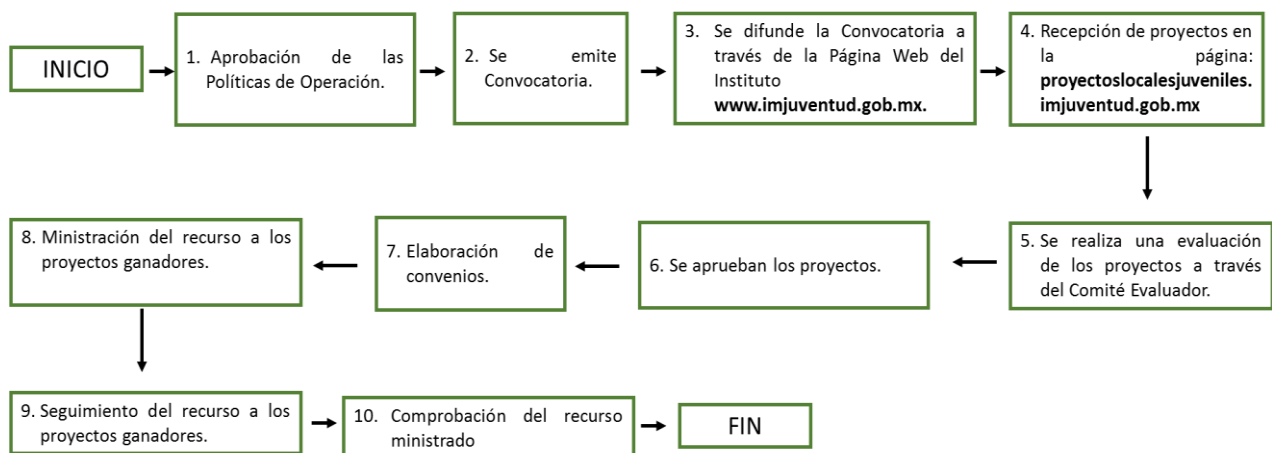 INICIO
1. Aprobación de las
Políticas de Operación.
2. Se emite
Convocatoria.
3. Se difunde la Convocatoria a
través de la Página Web del
Instituto
www.imjuventud.gob.mx.
4. Recepción de proyectos en
la página:
proyectoslocalesjuveniles.
imjuventud.gob.mx
5. Se realiza una evaluación
de los proyectos a través
del Comité Evaluador.
6. Se aprueban los proyectos.
7. Elaboración de
convenios.
8. Ministración del recurso a los
proyectos ganadores.
9. Seguimiento del recurso a los
proyectos ganadores.
10. Comprobación del recurso
ministrado
FIN